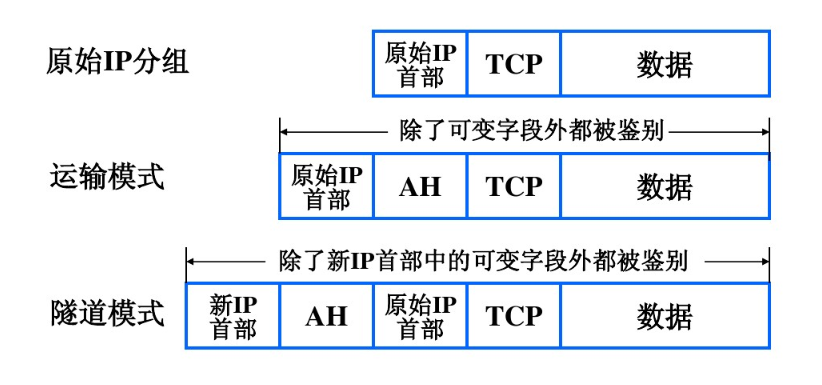 原始IP分组
原始IP
首部
TCP
数据
除了可变字段外都被鉴别
运输模式
原始IP
首部
AH
TCP
数据
除了新IP首部中的可变字段外都被鉴别
隧道模式
新IP
首部
AH
原始IP
首部
TCP
数据